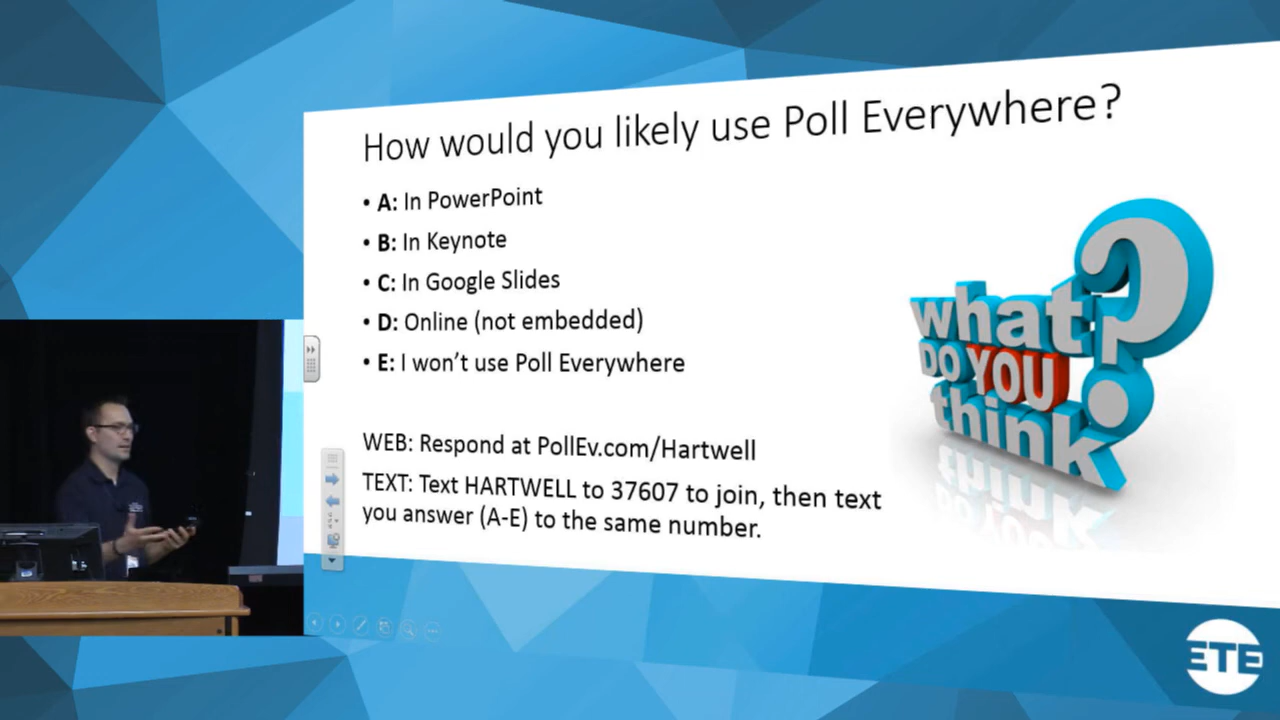 How would you likely use Poll Everywhere?
• A: In PowerPoint
• B: In Keynote
• C: In Google Slides
• D: Online (not embedded)
• E: I won't use Poll Everywhere
WEB: Respond at PollEv.com/Hartwell
TEXT: Text HARTWELL to 37607 to join, then text
you answer (A-E) to the same number.
what?
DO YOU
think
ETE